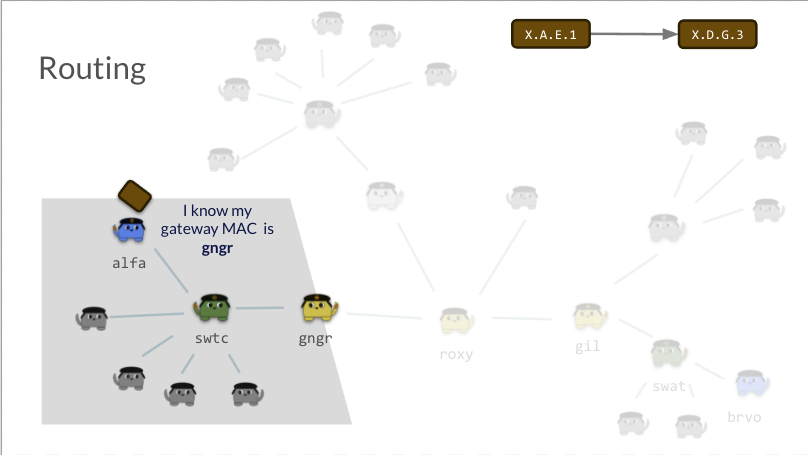 X.A.E.1
X.D.G.3
Routing
I know my
gateway MAC is
gngr
alfa
swtc
gngr
roxy
gil
swat
brvo